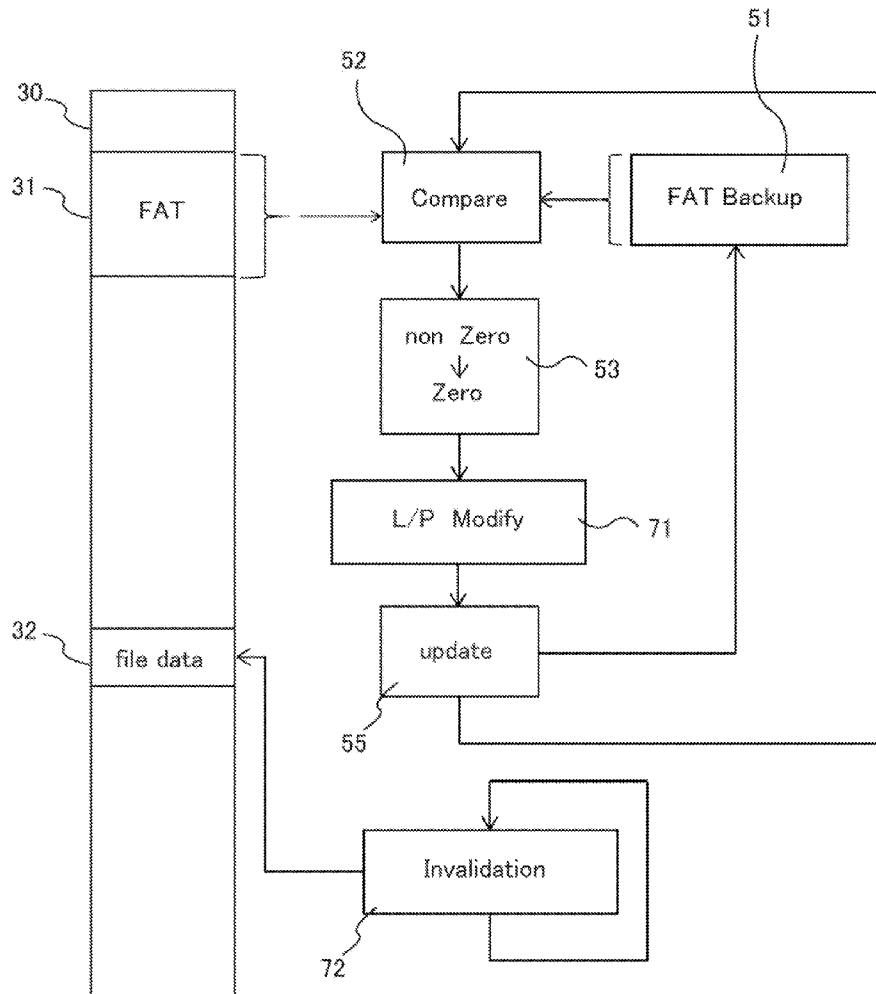 51
52
30
31
FAT
Compare
FAT Backup
non Zero
Zero
53
L/P Modify
71
32
file data
update
55
Invalidation
72